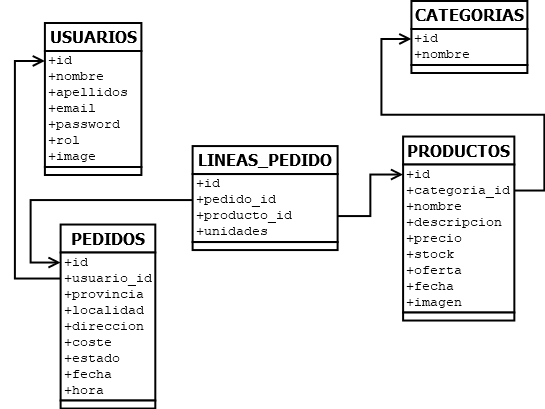 USUARIOS
+id
+nombre
+apellidos
+email
+password
+rol
+image
CATEGORIAS
+id
+nombre
LINEAS_PEDIDO
+id
+pedido_id
+producto_id
+unidades
PRODUCTOS
+id
+categoria_id
+nombre
+descripcion
+precio
+stock
+oferta
+fecha
+imagen
PEDIDOS
+id
+usuario_id
+provincia
+localidad
+direccion
+coste
+estado
+fecha
+hora